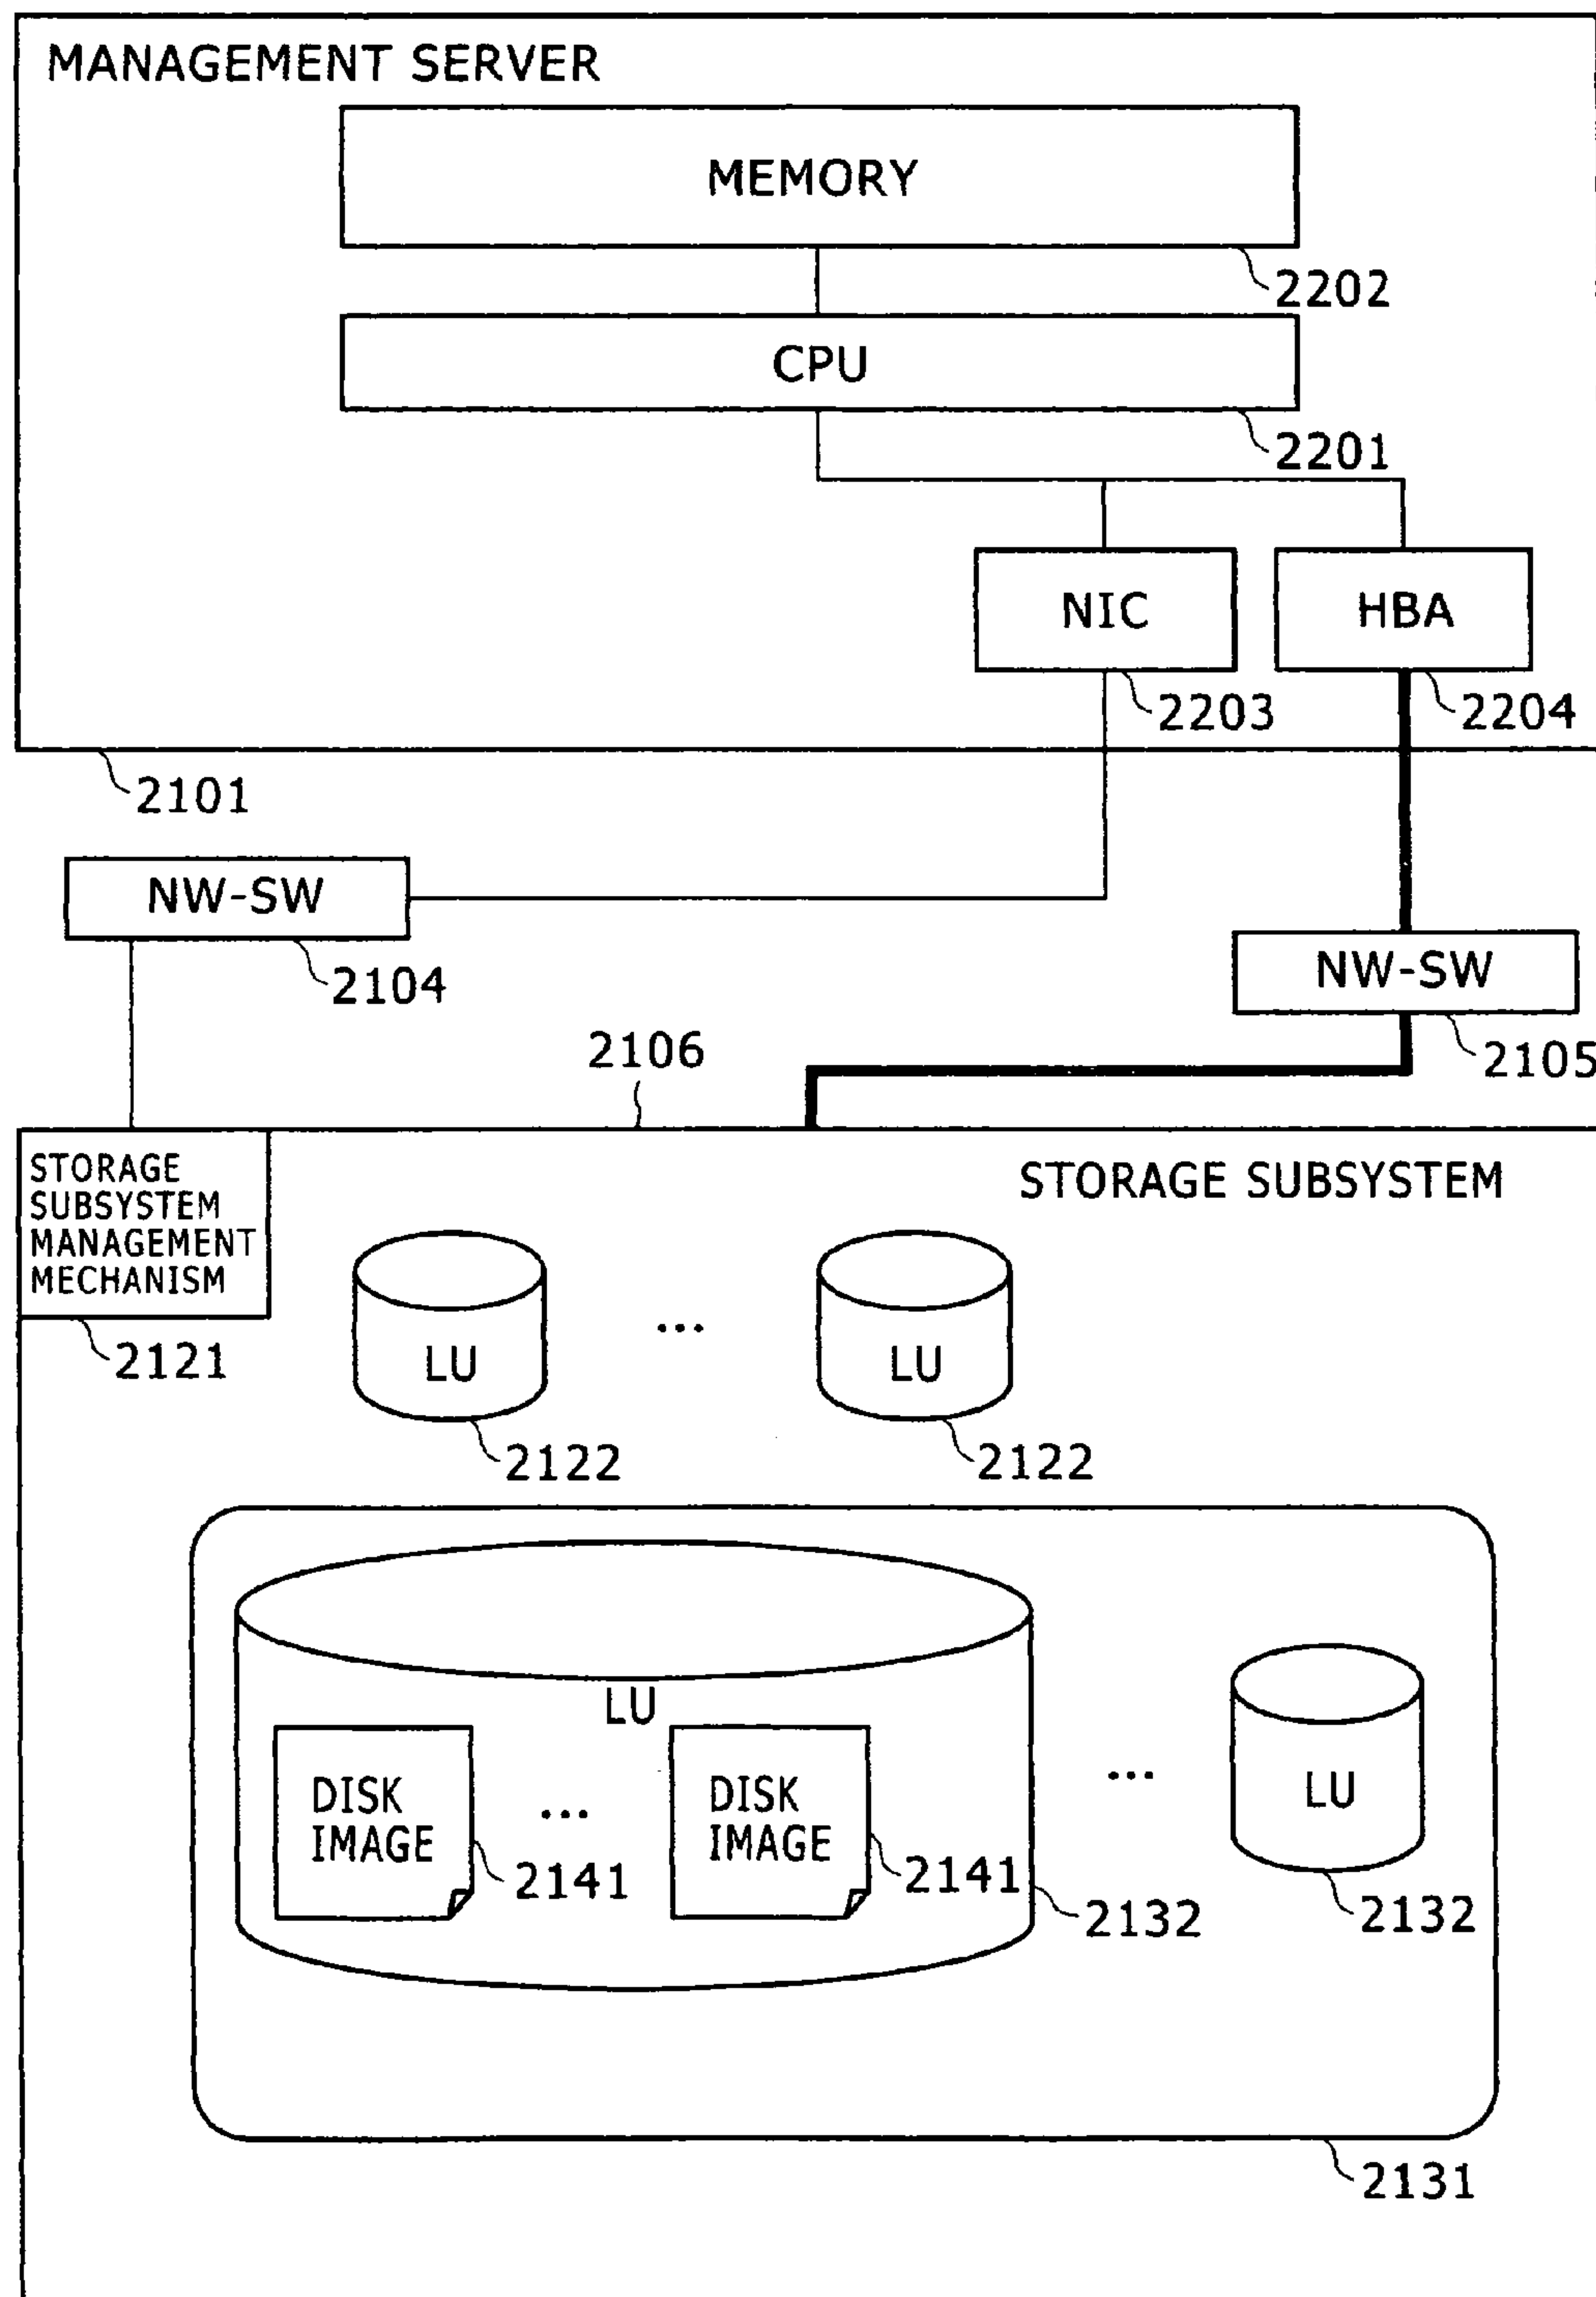 MANAGEMENT SERVER
MEMORY
2202
CPU
2201
NIC
HBA
2203
2204
2101
NW-SW
2104
NW-SW
2105
2106
STORAGE
SUBSYSTEM
MANAGEMENT
MECHANISM
2121
STORAGE SUBSYSTEM
LU
...
LU
2122
2122
LU
DISK
IMAGE
2141
...
DISK
IMAGE
2141
2132
...
LU
2132
2131